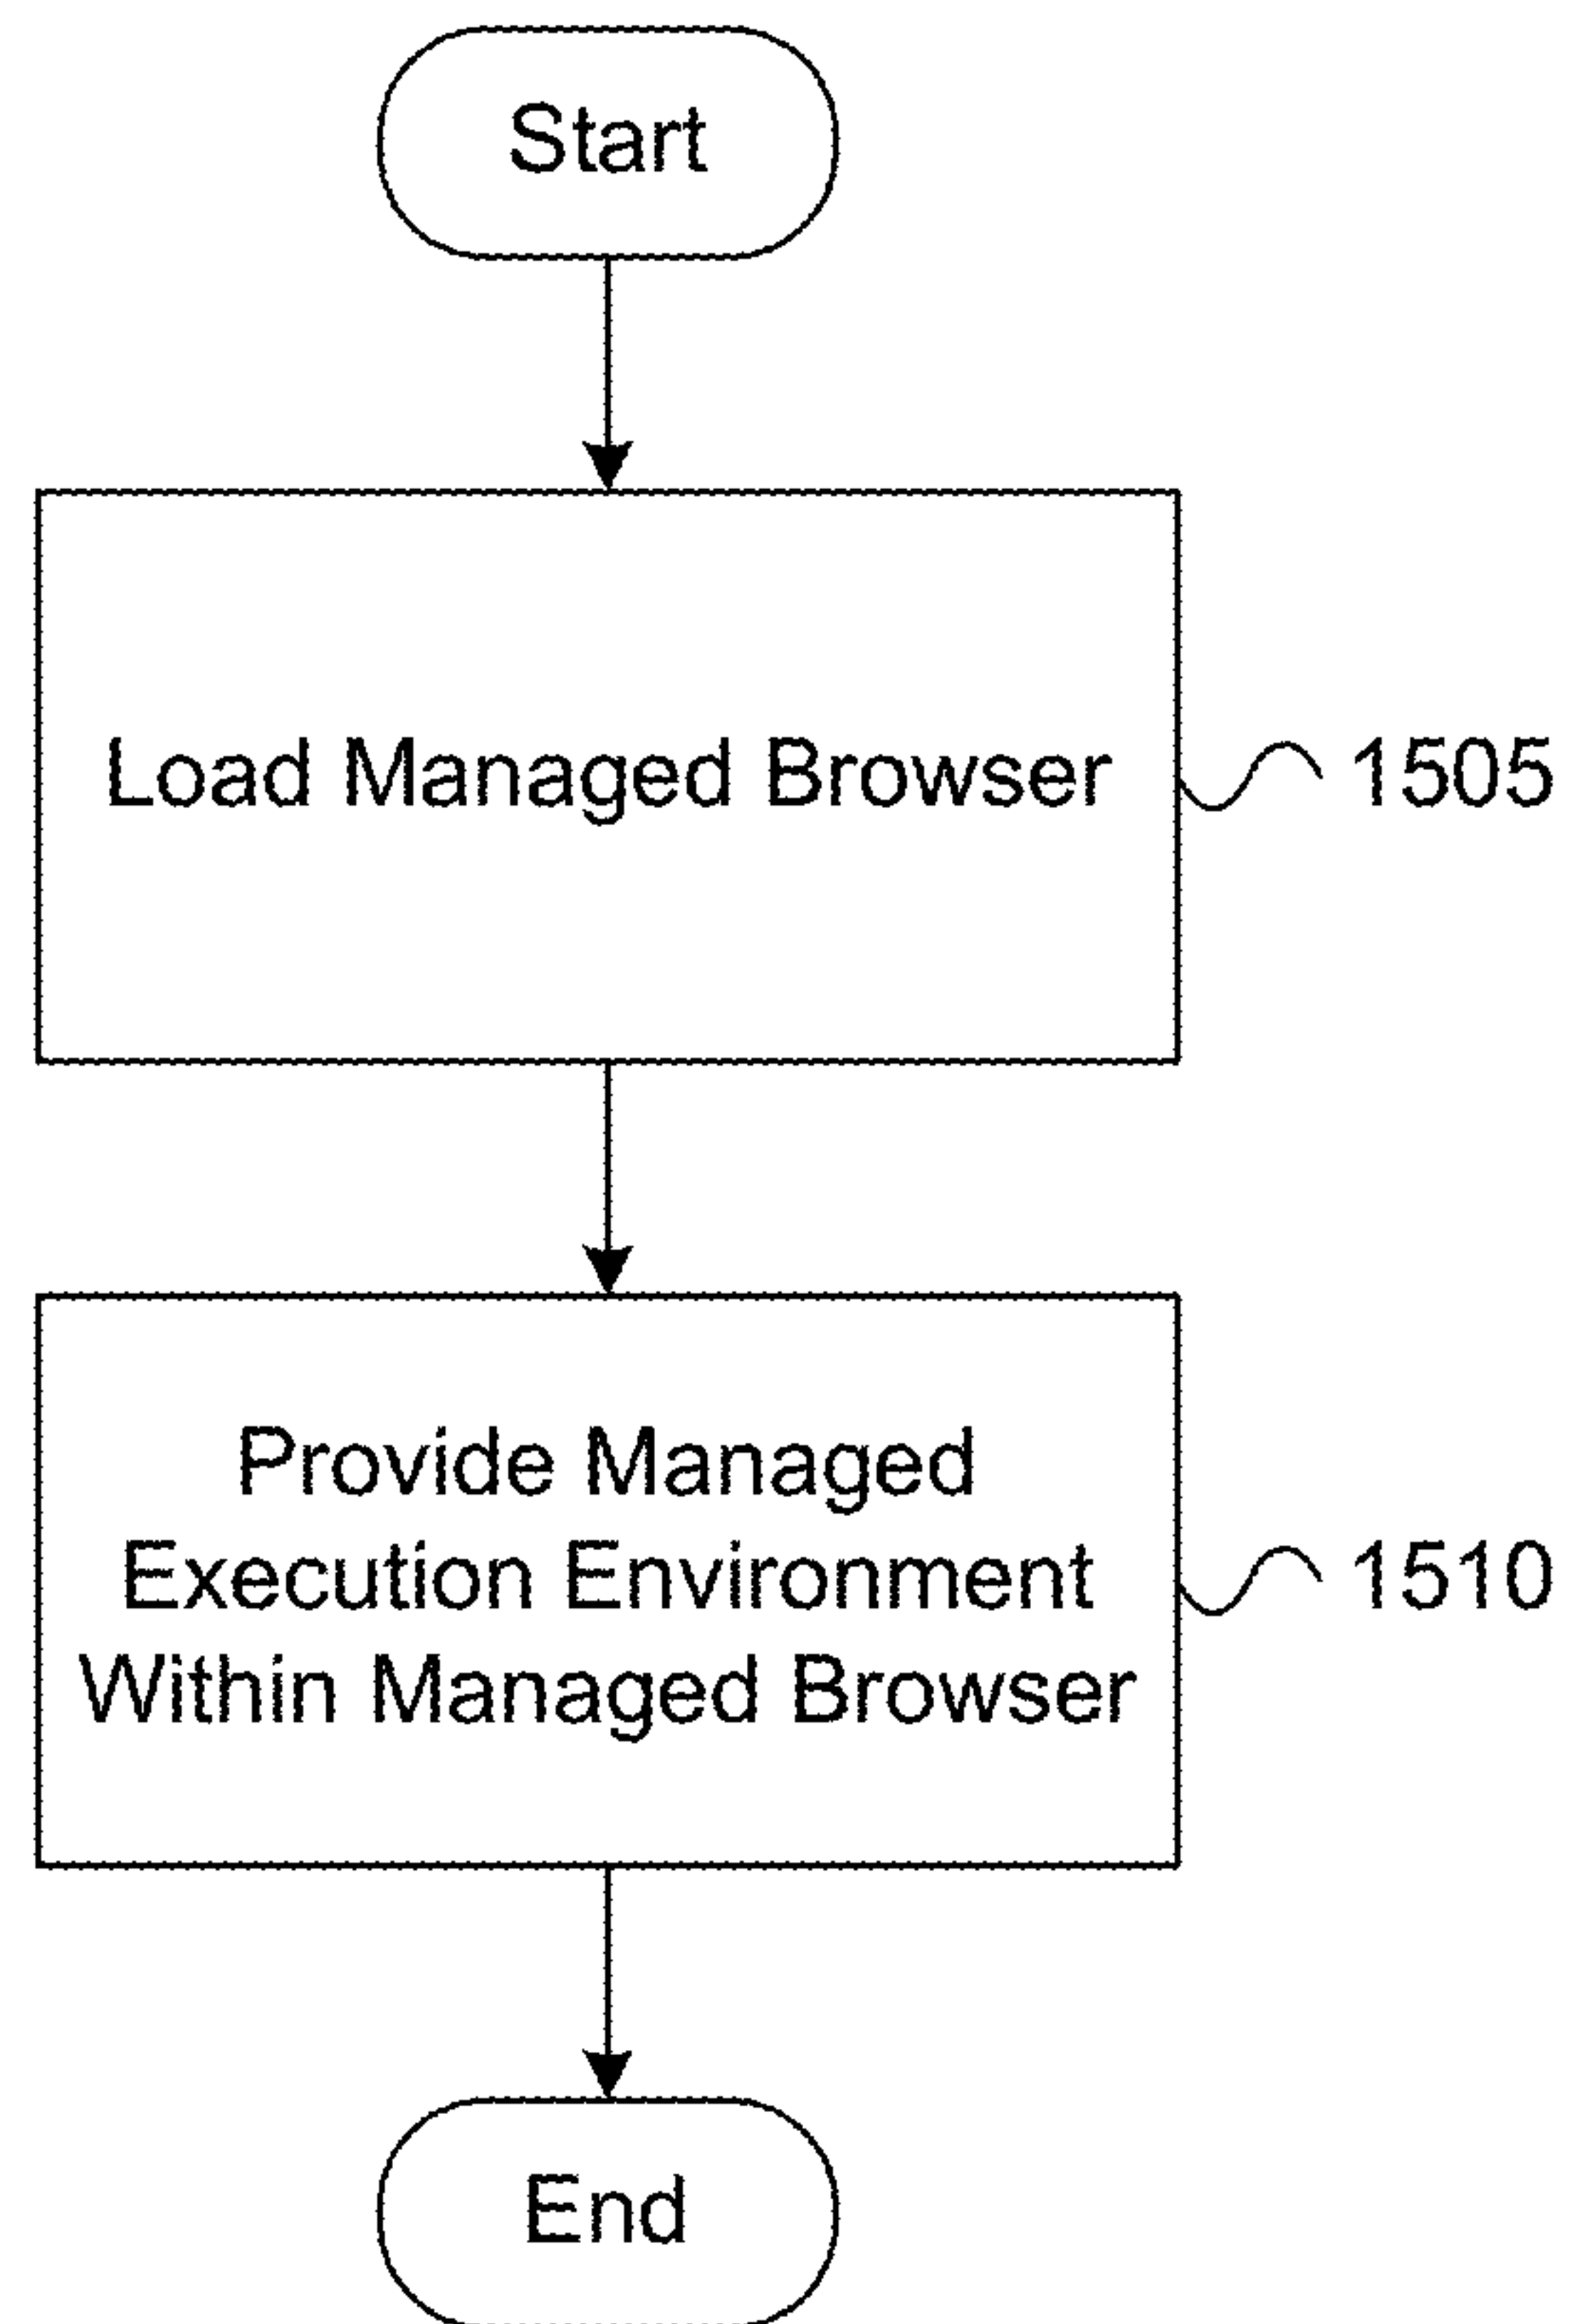 Start
Load Managed Browser
1505
Provide Managed
Execution Environment
Within Managed Browser
1510
End